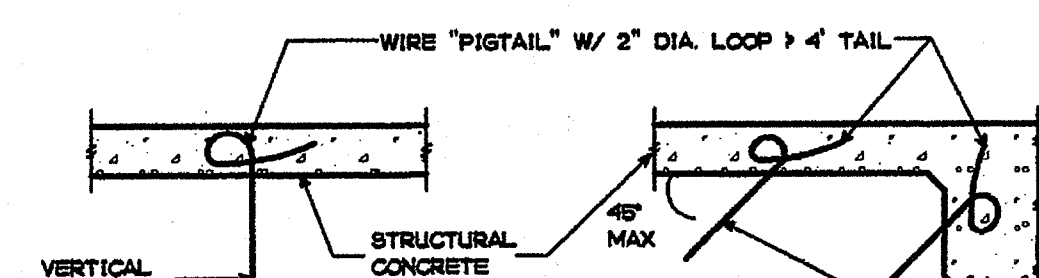 WIRE "PIGTAIL" W/ 2" DIA. LOOP & 4' TAIL
45°
MAX
STRUCTURAL
CONCRETE
VERTICAL